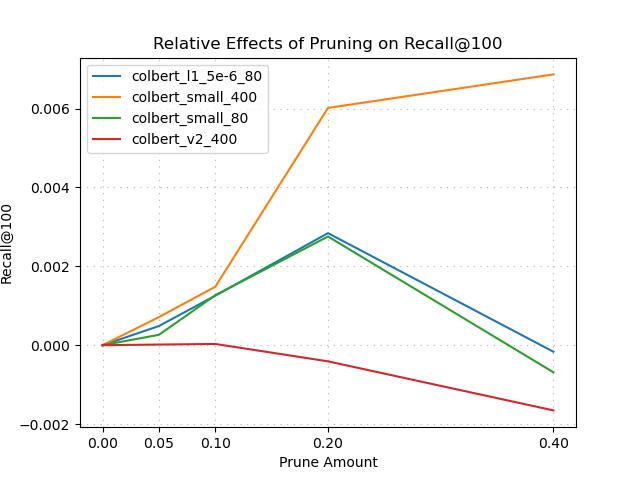 Relative Effects of Pruning on Recall@100
colbert_l1_5e-6_80
colbert_small_400
colbert_small_80
colbert_v2_400
Recall@100
0.006
0.004
0.002
0.000
−0.002
0.00 0.05 0.10 0.20 0.40
Prune Amount